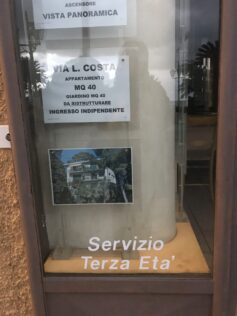 ASCENSORE
VISTA PANORAMICA
VIA L. COSTA
APPARTAMENTO
MQ 40
GIARDINO MQ 40
DA RISTRUTTURARE
INGRESSO INDIPENDENTE
Servizio
Terza Eta'